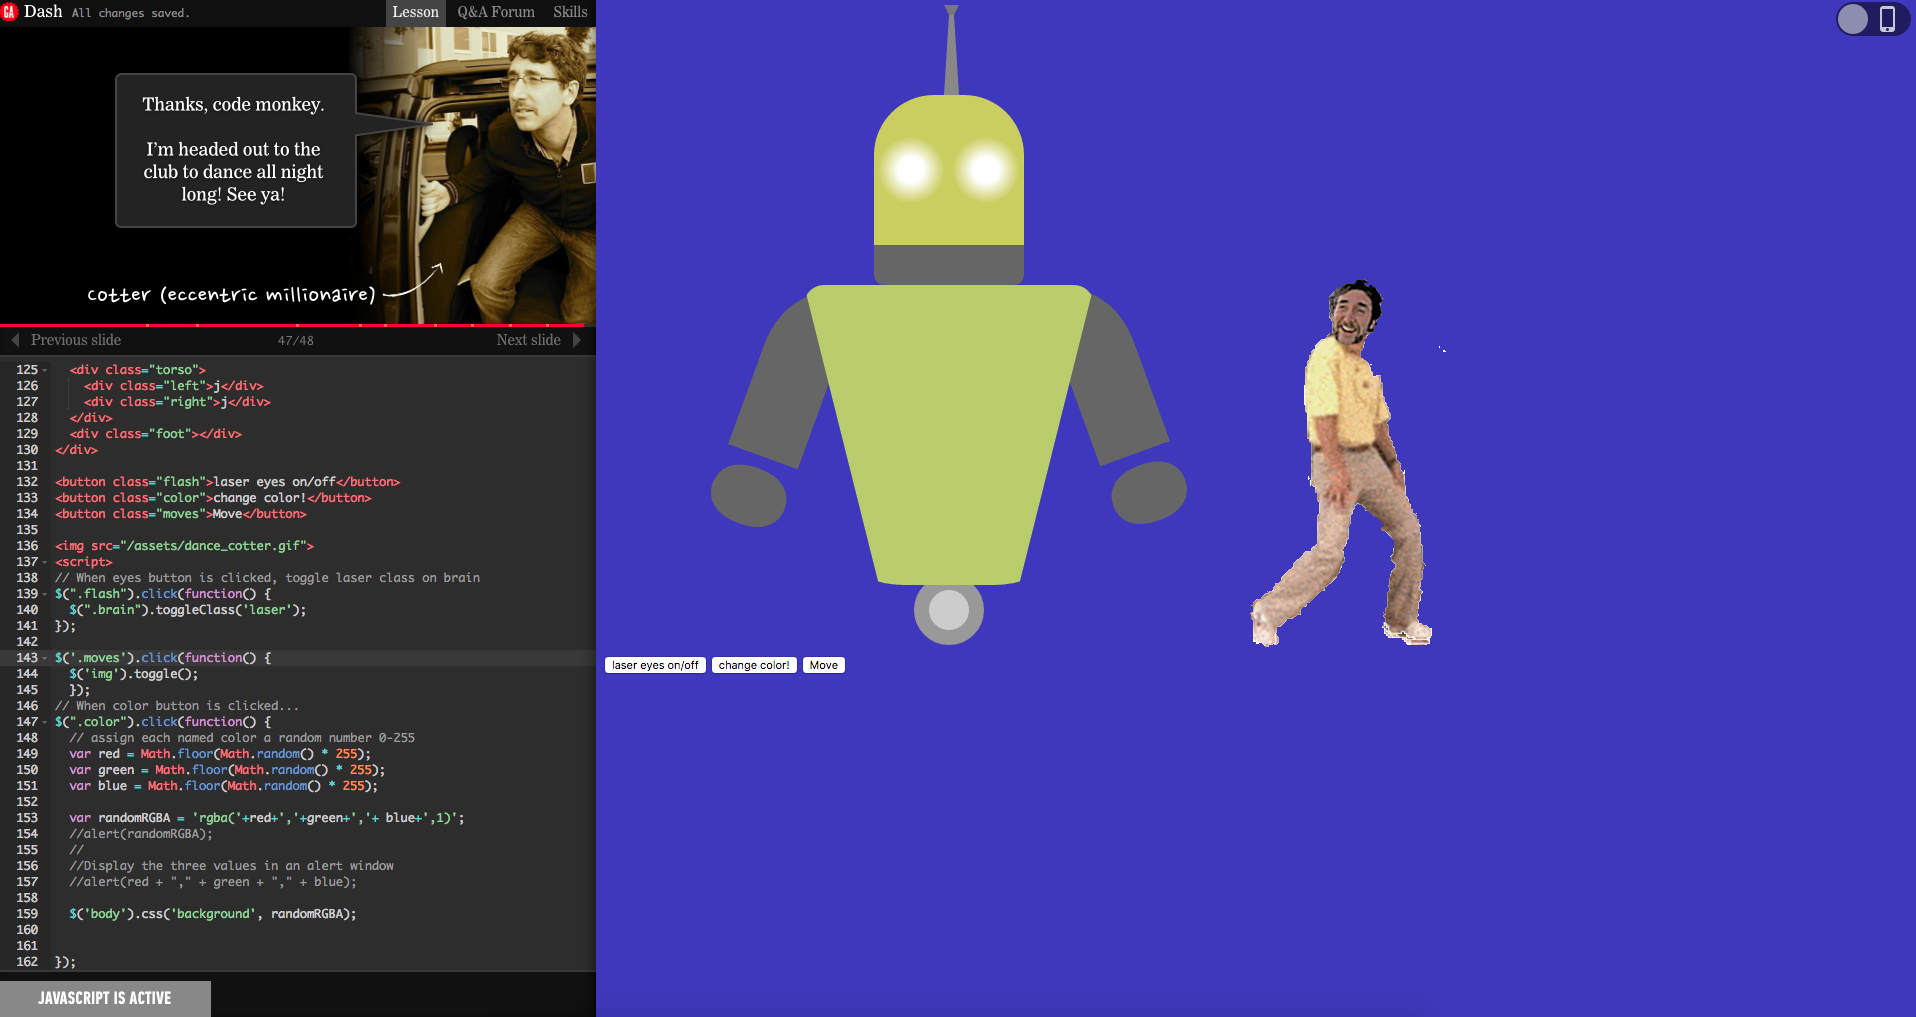 GA Dash All changes saved. Lesson Q&A Forum Skills
Thanks, code monkey.
I'm headed out to the
club to dance all night
long! See ya!
cotter (eccentric millionaire)
Previous slide 47/48 Next slide
125 <div class="torso">
126 <div class="left">j</div>
127 <div class="right">j</div>
128 </div>
129 <div class="foot"></div>
130 </div>
131
132 <button class="flash">laser eyes on/off</button>
133 <button class="color">change color!</button>
134 <button class="moves">Move</button>
135
136 <img src="/assets/dance_cotter.gif">
137 <script>
138 // When eyes button is clicked, toggle laser class on brain
139 $(".flash").click(function() {
140 $(".brain").toggleClass('laser');
141 });
142
143 $('.moves').click(function() {
144 $('img').toggle();
145 });
146 // When color button is clicked...
147 $(".color").click(function() {
148 // assign each named color a random number 0-255
149 var red = Math.floor(Math.random() * 255);
150 var green = Math.floor(Math.random() * 255);
151 var blue = Math.floor(Math.random() * 255);
152
153 var randomRGBA = 'rgba('+red+','+green+','+ blue+',1)';
154 //alert(randomRGBA);
155 //
156 //Display the three values in an alert window
157 //alert(red + "," + green + "," + blue);
158
159 $('body').css('background', randomRGBA);
160
161
162 });
JAVASCRIPT IS ACTIVE
laser eyes on/off change color! Move